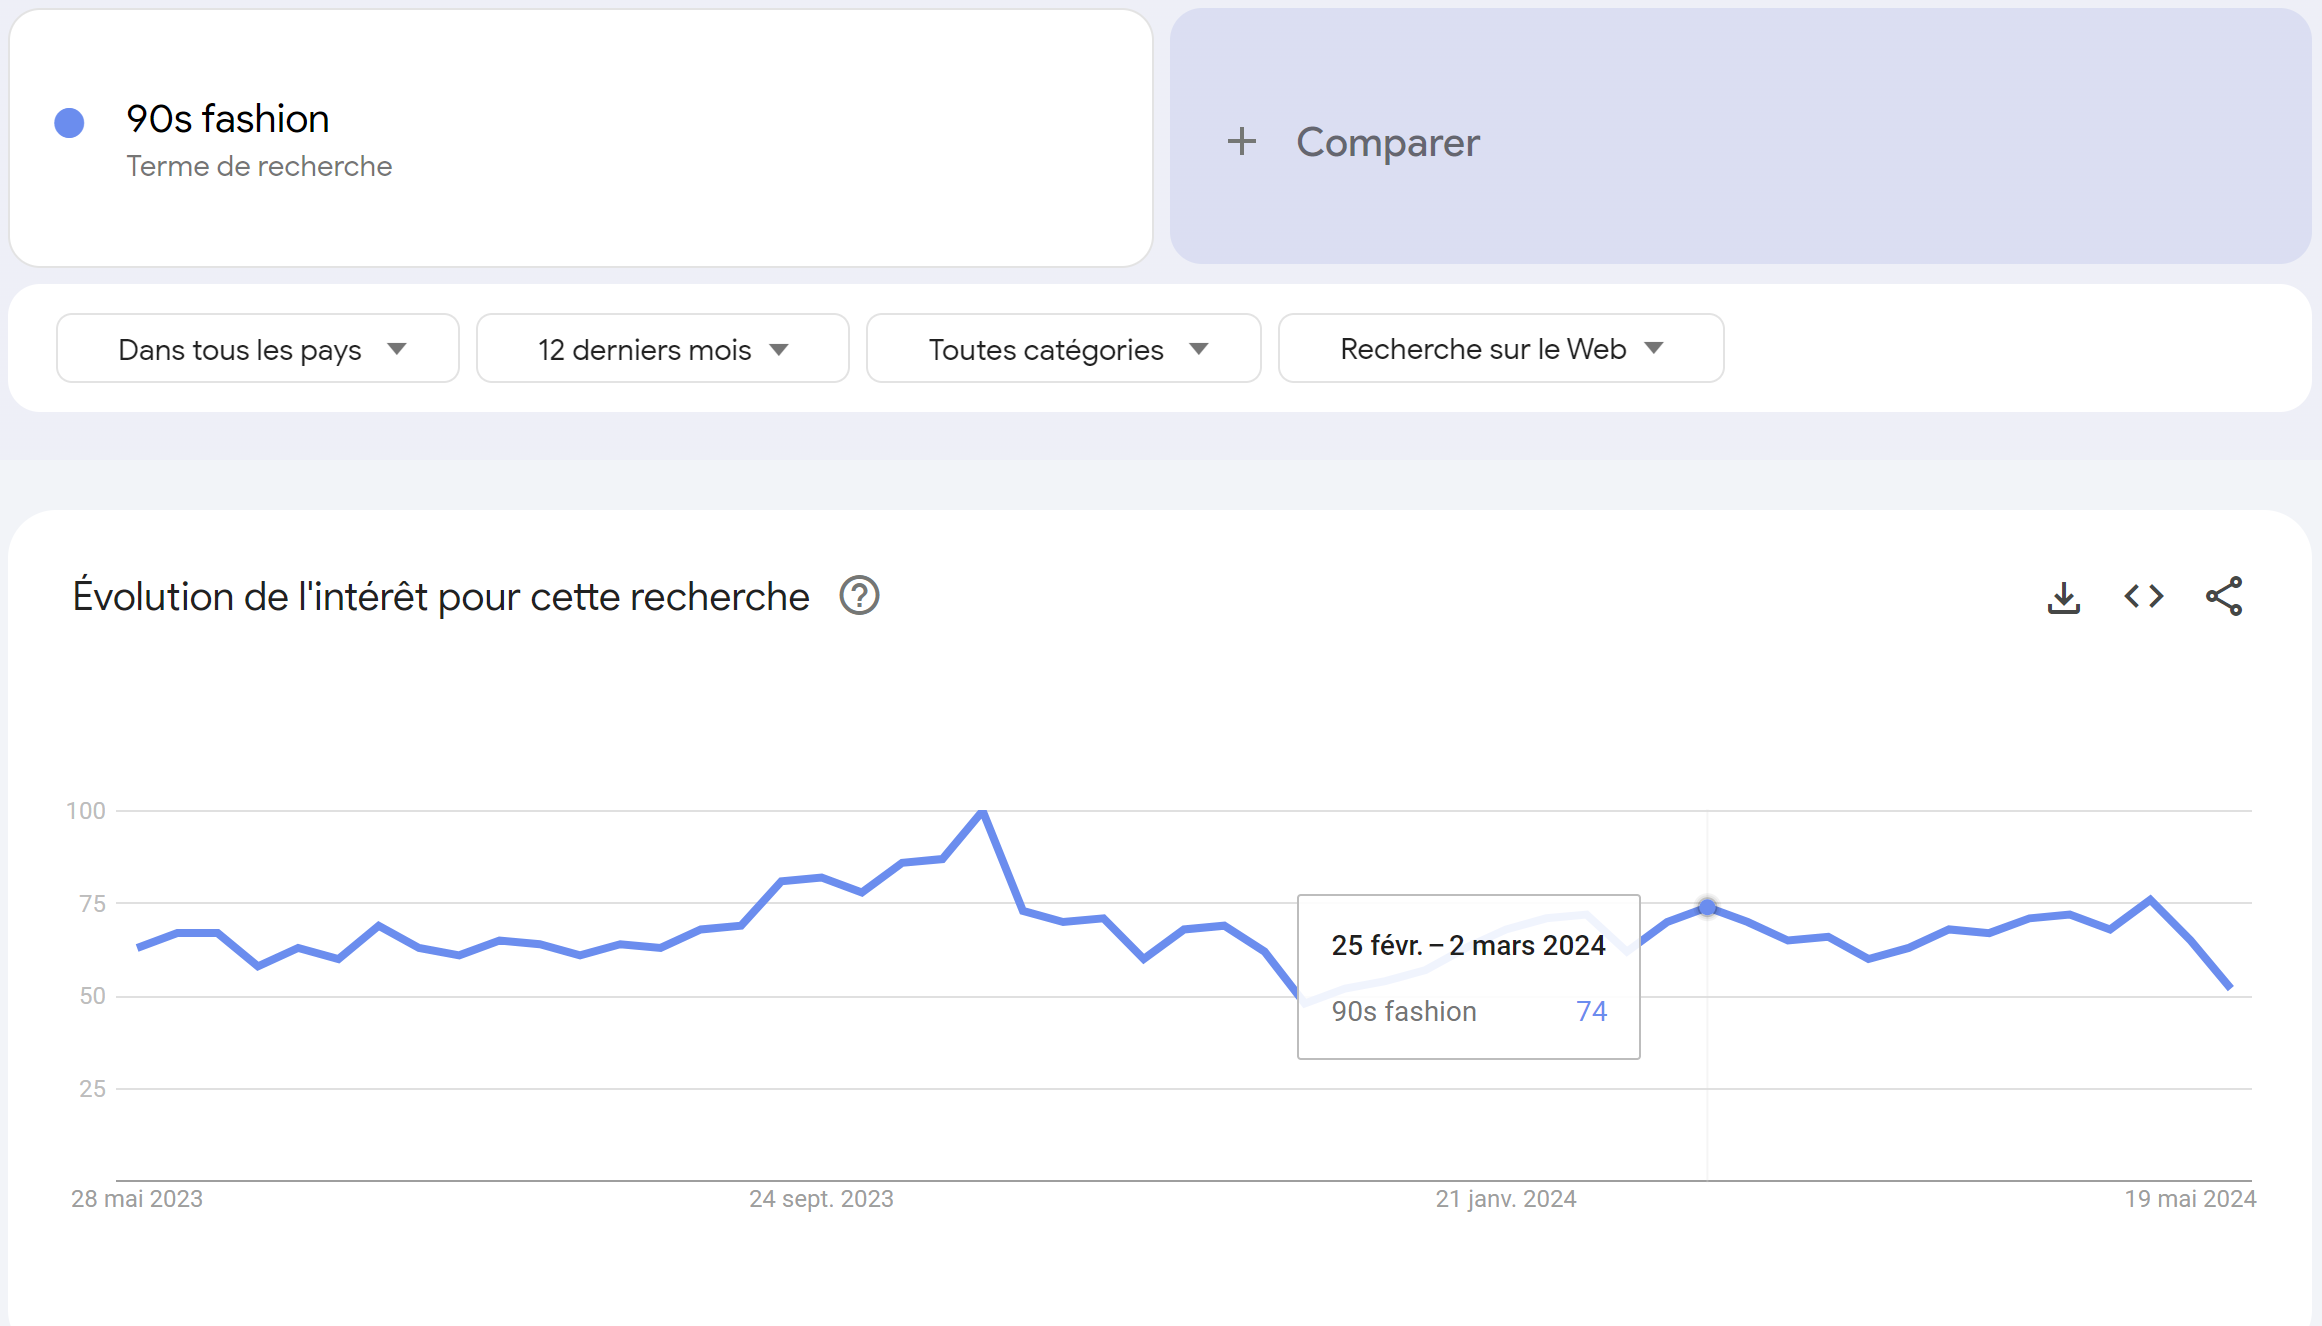 90s fashion
Terme de recherche
+ Comparer
Dans tous les pays
12 derniers mois
Toutes catégories
Recherche sur le Web
Évolution de l'intérêt pour cette recherche
100
75
50
25
25 févr. – 2 mars 2024
90s fashion 74
28 mai 2023
24 sept. 2023
21 janv. 2024
19 mai 2024